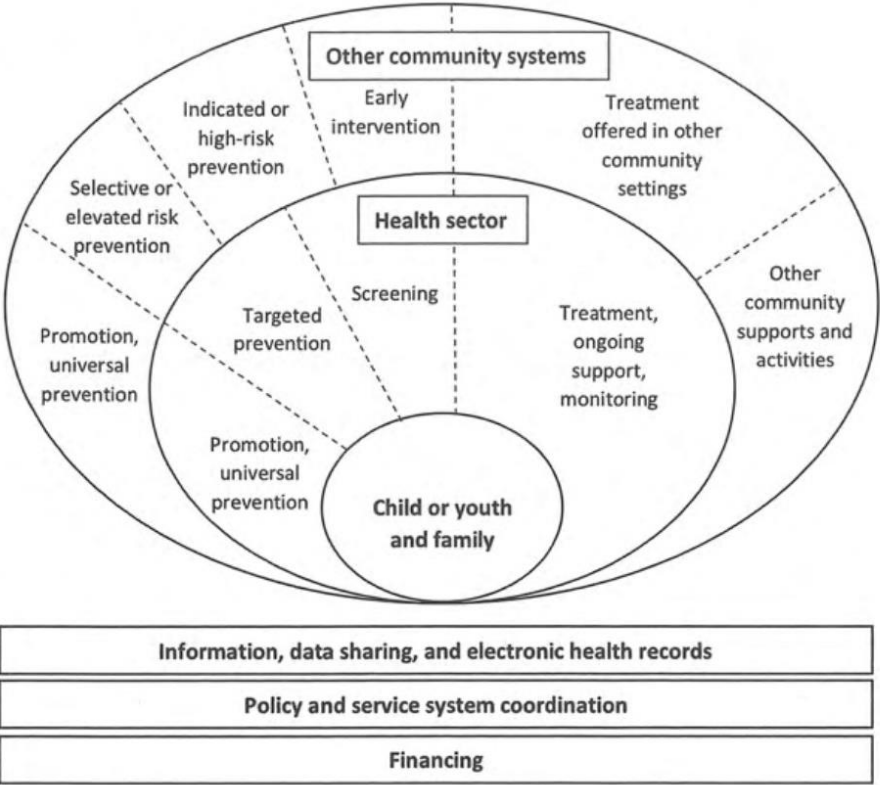 Other community systems
Early
intervention
Indicated or
high-risk
prevention
Selective or
elevated risk
prevention
Promotion,
universal
prevention
Treatment
offered in other
community
settings
Other
community
supports and
activities
Health sector
Screening
Targeted
prevention
Promotion,
universal
prevention
Treatment,
ongoing
support,
monitoring
Child or youth
and family
Information, data sharing, and electronic health records
Policy and service system coordination
Financing